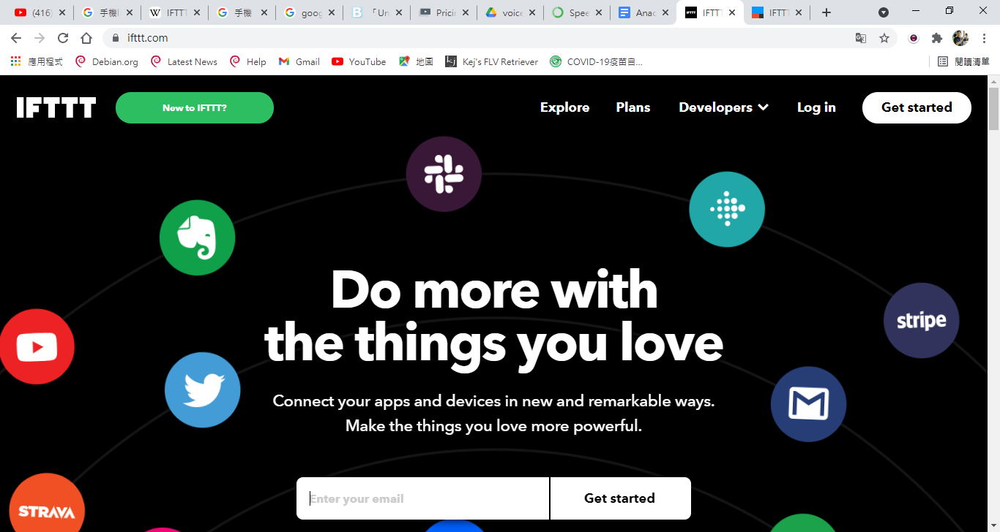 (416)
手機
IFTTT
手機
goog
「Un
Pricin
voice
Spee
Anac
IFTTT
IFTTT
ifttt.com
應用程式
Debian.org
Latest News
Help
Gmail
YouTube
地圖
Kej's FLV Retriever
COVID-19疫苗自...
閱讀清單
IFTTT
New to IFTTT?
Explore
Plans
Developers
Log in
Get started
stripe
Do more with
the things you love
Connect your apps and devices in new and remarkable ways.
Make the things you love more powerful.
Enter your email
Get started
STRAVA